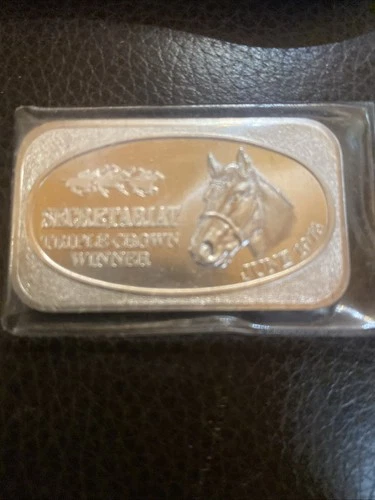 SECRETARIAT
TRIPLE CROWN
WINNER
JUNE 1973